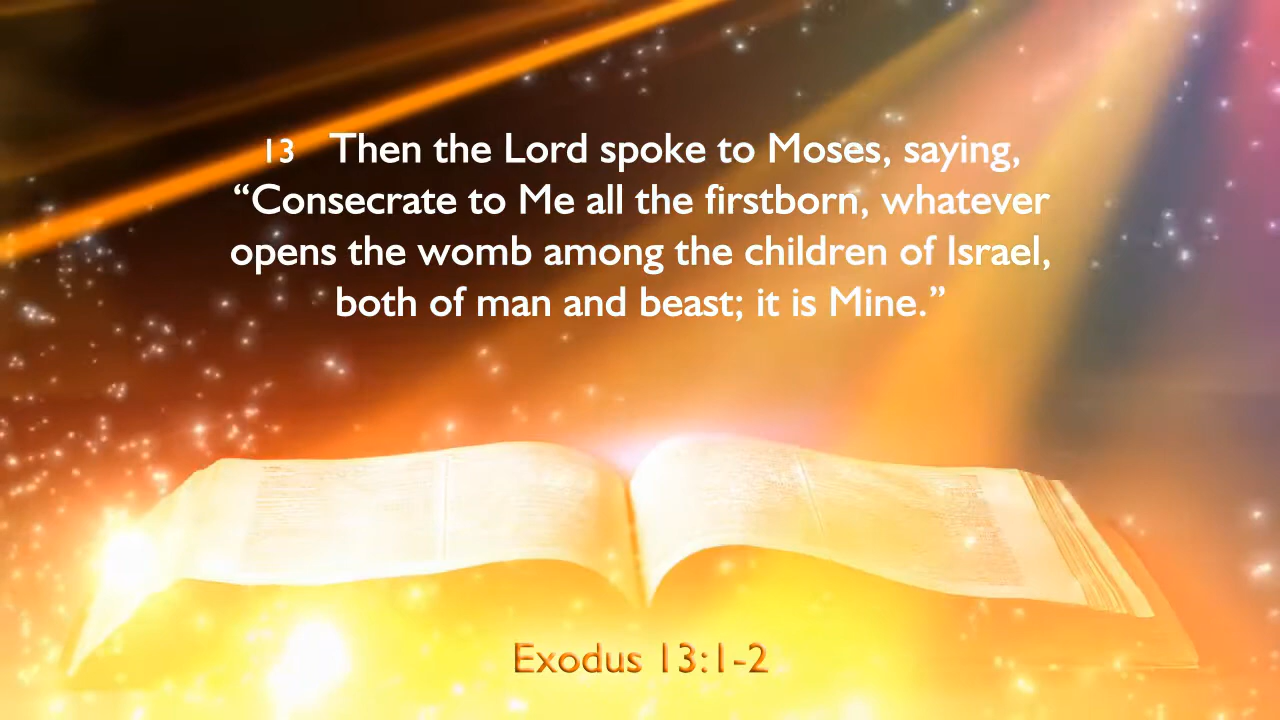 13 Then the Lord spoke to Moses, saying,
“Consecrate to Me all the firstborn, whatever
opens the womb among the children of Israel,
both of man and beast; it is Mine.”
Exodus 13:1-2